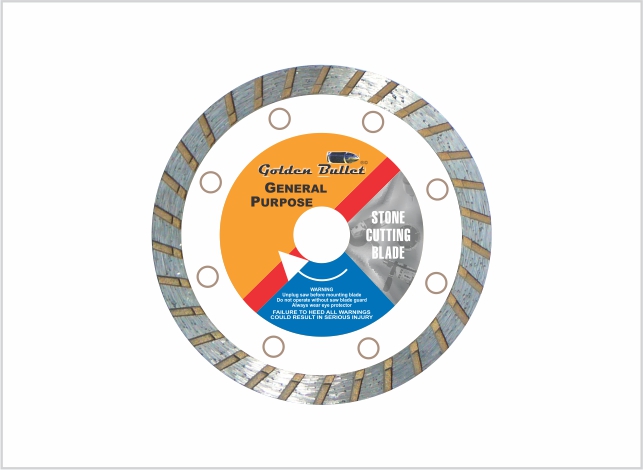 Golden Bullet
GENERAL
PURPOSE
STONE
CUTTING
BLADE
WARNING
Unplug saw before mounting blade
Do not operate without saw blade guard
Always wear eye protector
FAILURE TO HEED ALL WARNINGS
COULD RESULT IN SERIOUS INJURY